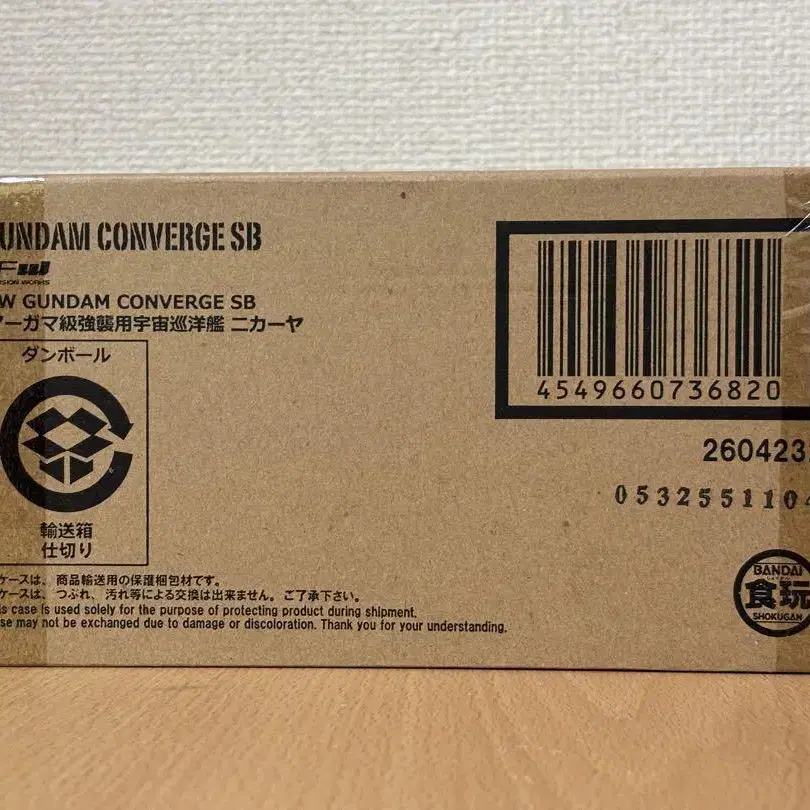 UNDAM CONVERGE SB
SION WORKS
W GUNDAM CONVERGE SB
アーガマ級強襲用宇宙巡洋艦 ニカーヤ
ダンボール
輸送箱
仕切り
4549660736820
260423
0532551104
BANDAI
食玩
SHOKUGAN
ケースは、商品輸送用の保護梱包材です。
ケースは、つぶれ、汚れ等による交換は出来ません。ご了承下さい。
s case is used solely for the purpose of protecting product during shipment.
se may not be exchanged due to damage or discoloration. Thank you for your understanding.